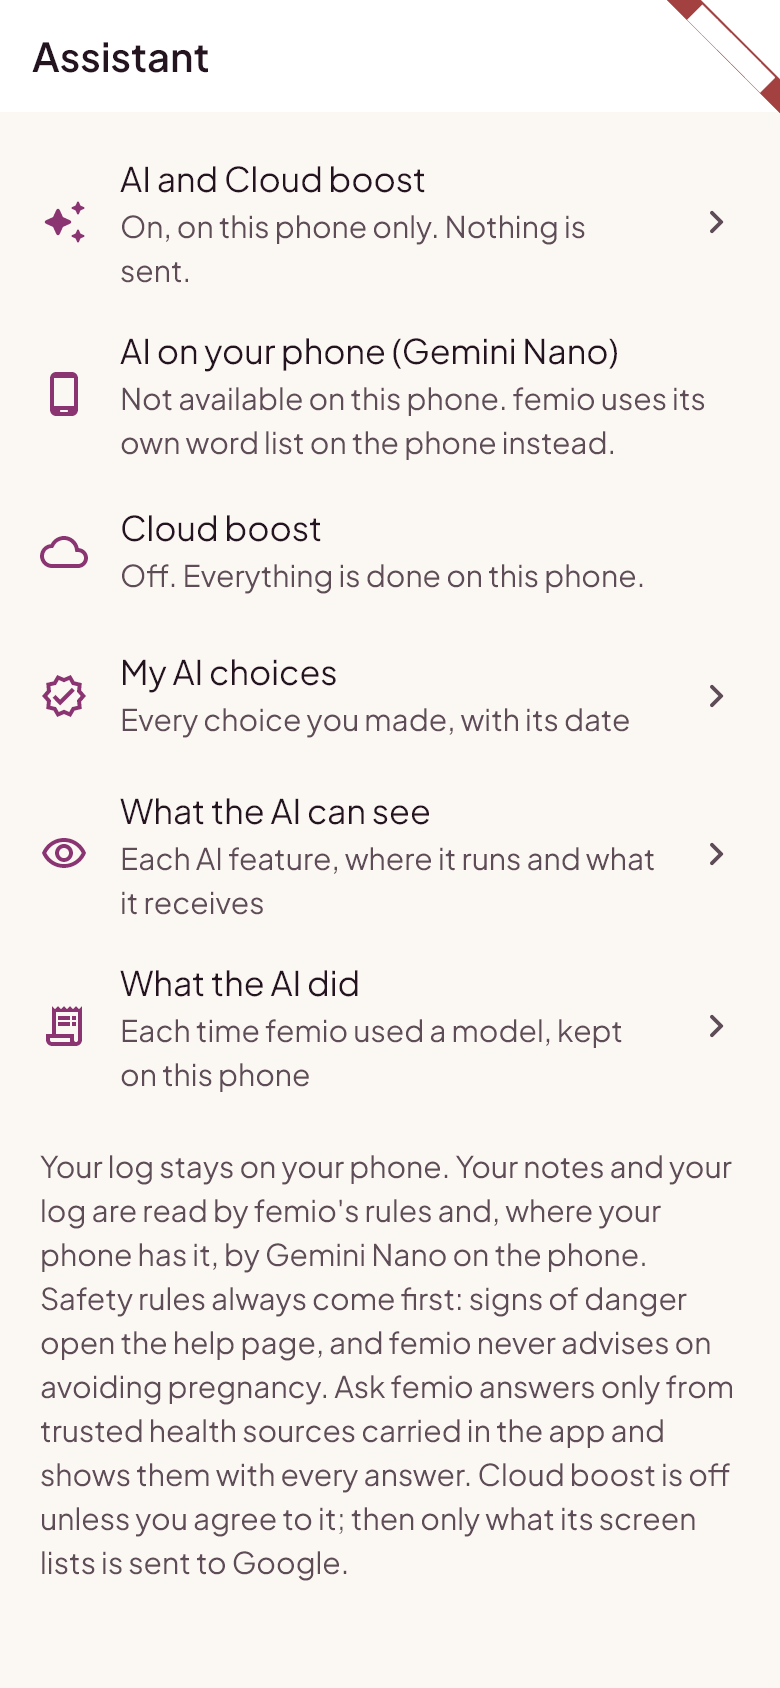 Assistant
AI and Cloud boost
On, on this phone only. Nothing is
sent.
AI on your phone (Gemini Nano)
Not available on this phone. femio uses its
own word list on the phone instead.
Cloud boost
Off. Everything is done on this phone.
My AI choices
Every choice you made, with its date
What the AI can see
Each AI feature, where it runs and what
it receives
What the AI did
Each time femio used a model, kept
on this phone
Your log stays on your phone. Your notes and your
log are read by femio's rules and, where your
phone has it, by Gemini Nano on the phone.
Safety rules always come first: signs of danger
open the help page, and femio never advises on
avoiding pregnancy. Ask femio answers only from
trusted health sources carried in the app and
shows them with every answer. Cloud boost is off
unless you agree to it; then only what its screen
lists is sent to Google.